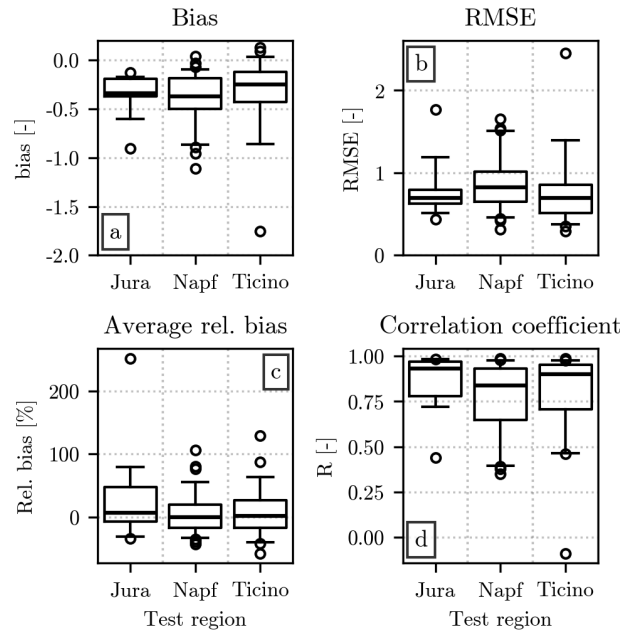 Bias
0.0
-0.5
-1.0
-1.5
-2.0
bias [-]
a
Jura Napf Ticino
RMSE
2
1
0
RMSE [-]
b
Jura Napf Ticino
Average rel. bias
200
100
0
Rel. bias [%]
c
Jura Napf Ticino
Test region
Correlation coefficient
1.00
0.75
0.50
0.25
0.00
R [-]
d
Jura Napf Ticino
Test region